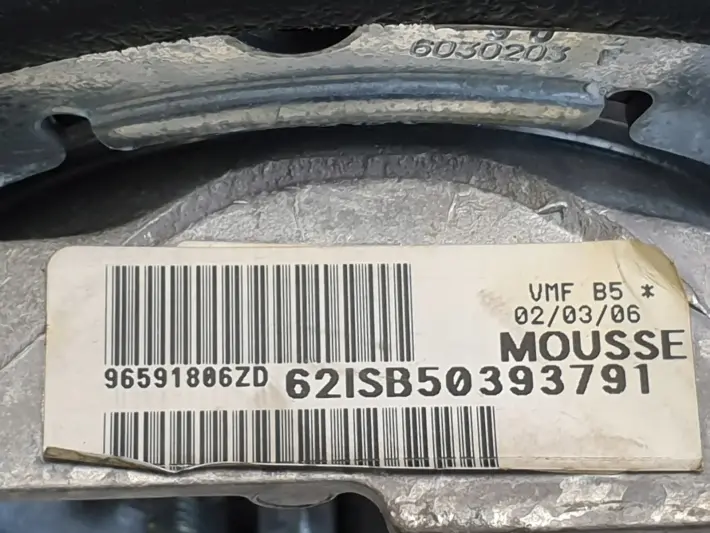 6030203
VMF B5 *
02/03/06
MOUSSE
96591806ZD 62ISB50393791